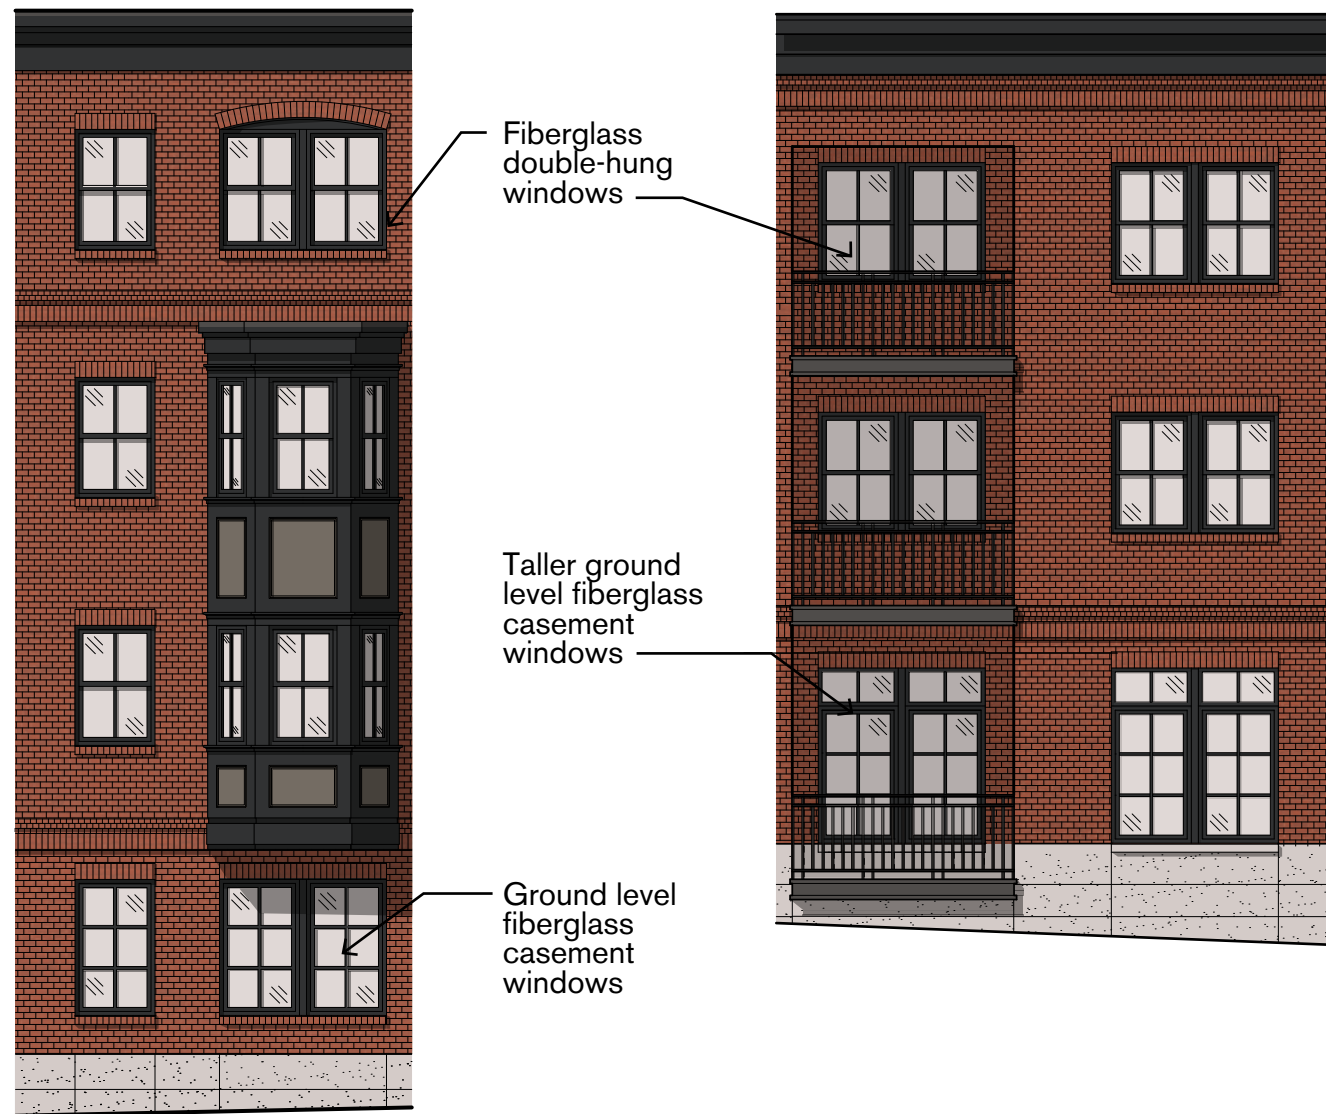 Fiberglass
double-hung
windows
Taller ground
level fiberglass
casement
windows
Ground level
fiberglass
casement
windows